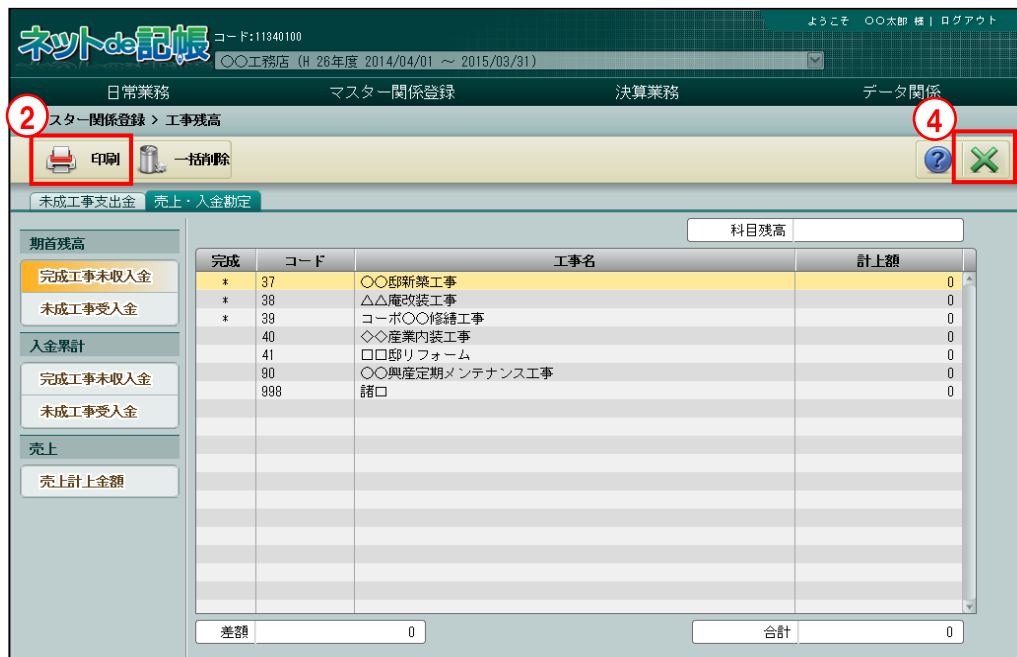 ようこそ ○○太郎 様 | ログアウト
ネットde記帳
コード:11340100
○○工務店 (H 26年度 2014/04/01 ～ 2015/03/31)
日常業務 マスター関係登録 決算業務 データ関係
② スター関係登録 > 工事残高 ④
印刷 一括削除 ?
未成工事支出金 売上・入金勘定
科目残高
期首残高
完成工事未収入金
未成工事受入金
入金累計
完成工事未収入金
未成工事受入金
売上
売上計上金額
完成 コード 工事名 計上額
* 37 ○○邸新築工事 0
* 38 △△庵改装工事 0
* 39 コーポ○○修繕工事 0
40 ◇◇産業内装工事 0
41 □□邸リフォーム 0
90 ○○興産定期メンテナンス工事 0
998 諸口 0
差額 0 合計 0